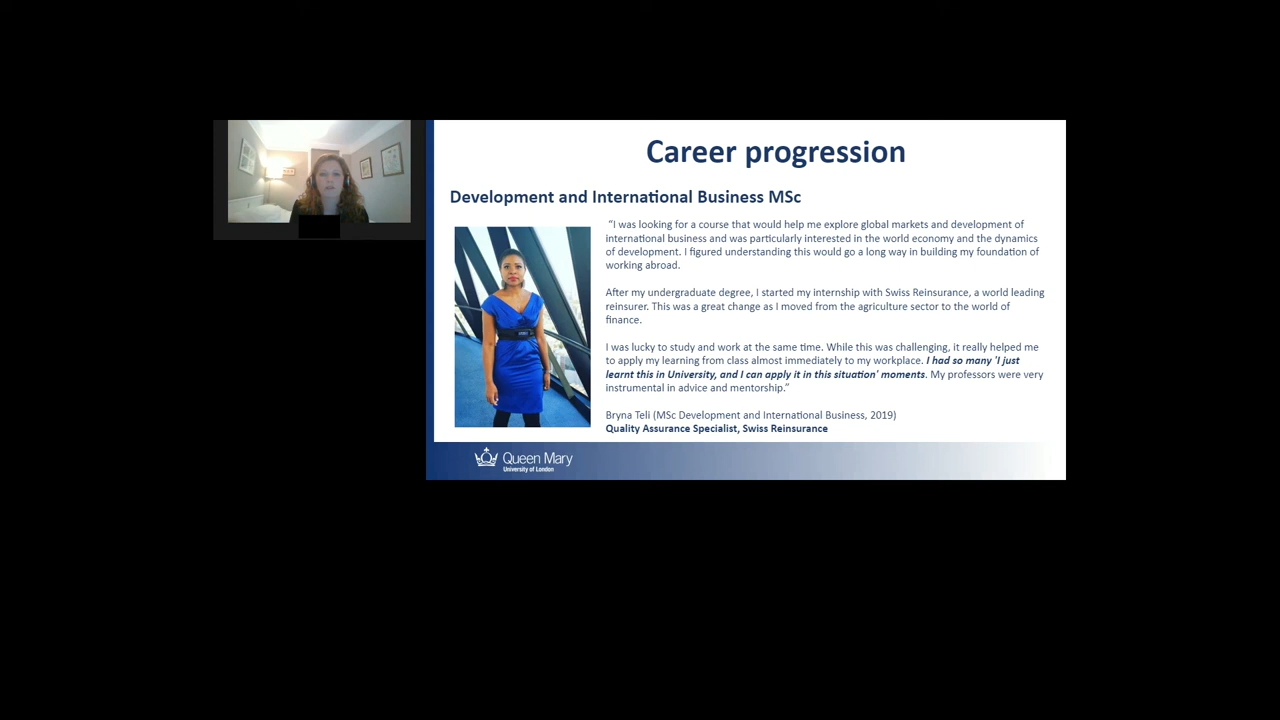 Career progression
Development and International Business MSc
“I was looking for a course that would help me explore global markets and development of
international business and was particularly interested in the world economy and the dynamics
of development. I figured understanding this would go a long way in building my foundation of
working abroad.
After my undergraduate degree, I started my internship with Swiss Reinsurance, a world leading
reinsurer. This was a great change as I moved from the agriculture sector to the world of
finance.
I was lucky to study and work at the same time. While this was challenging, it really helped me
to apply my learning from class almost immediately to my workplace. I had so many 'I just
learnt this in University, and I can apply it in this situation' moments. My professors were very
instrumental in advice and mentorship.”
Bryna Teli (MSc Development and International Business, 2019)
Quality Assurance Specialist, Swiss Reinsurance
Queen Mary
University of London